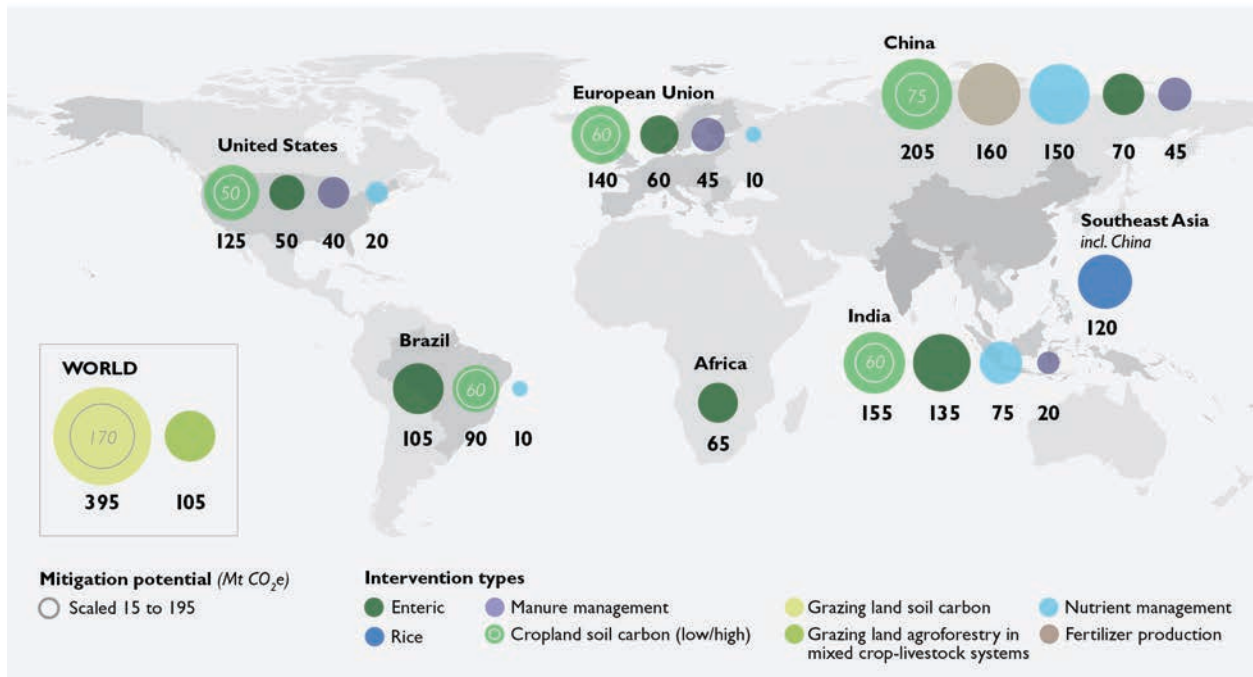 China
75
205 160 150 70 45
European Union
60
140 60 45 10
United States
50
125 50 40 20
Southeast Asia
incl. China
120
India
60
155 135 75 20
Brazil
60
105 90 10
Africa
65
WORLD
170
395 105
Mitigation potential (Mt CO₂e)
Scaled 15 to 195
Intervention types
Enteric
Rice
Manure management
Cropland soil carbon (low/high)
Grazing land soil carbon
Grazing land agroforestry in
mixed crop-livestock systems
Nutrient management
Fertilizer production